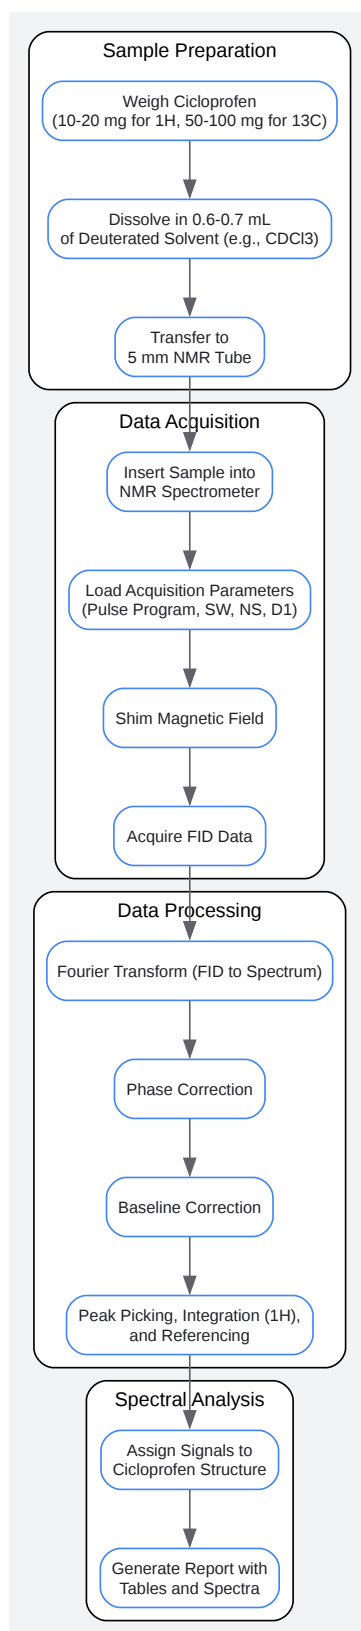 Sample Preparation
Weigh Cicloprofen
(10-20 mg for 1H, 50-100 mg for 13C)
Dissolve in 0.6-0.7 mL
of Deuterated Solvent (e.g., CDCl3)
Transfer to
5 mm NMR Tube
Data Acquisition
Insert Sample into
NMR Spectrometer
Load Acquisition Parameters
(Pulse Program, SW, NS, D1)
Shim Magnetic Field
Acquire FID Data
Data Processing
Fourier Transform (FID to Spectrum)
Phase Correction
Baseline Correction
Peak Picking, Integration (1H),
and Referencing
Spectral Analysis
Assign Signals to
Cicloprofen Structure
Generate Report with
Tables and Spectra